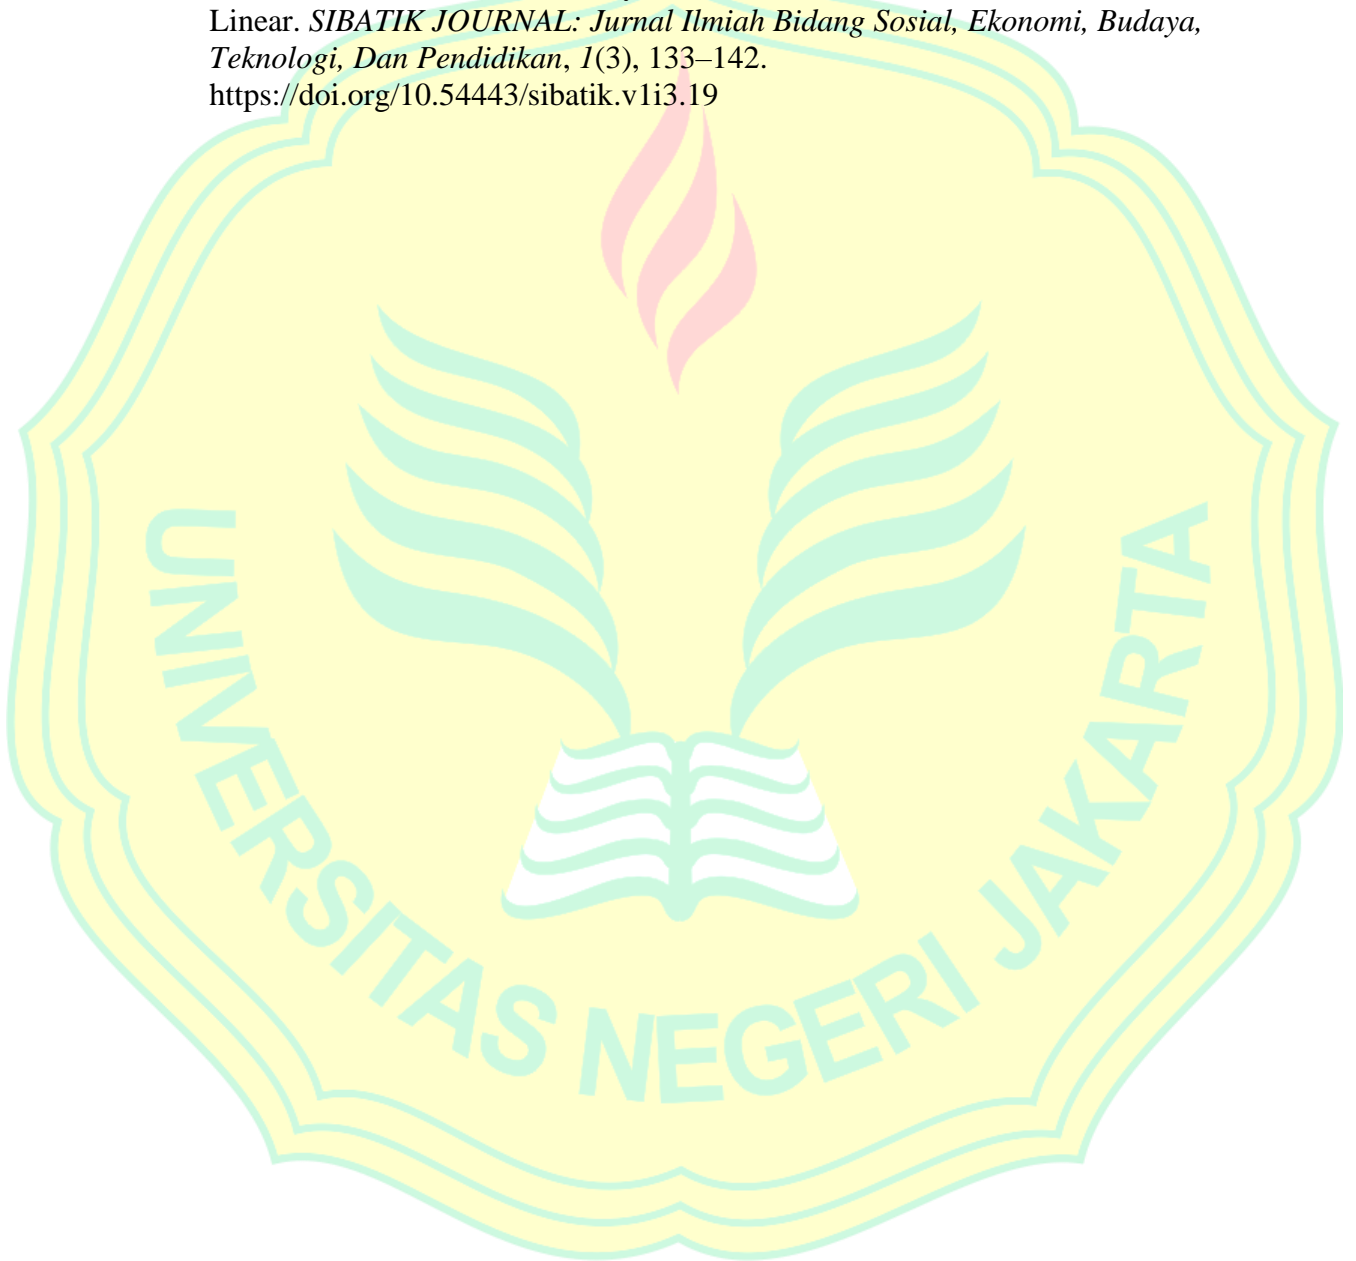 Linear. SIBATIK JOURNAL: Jurnal Ilmiah Bidang Sosial, Ekonomi, Budaya,
Teknologi, Dan Pendidikan, 1(3), 133–142.
https://doi.org/10.54443/sibatik.v1i3.19
UNIVERSITAS NEGERI JAKARTA